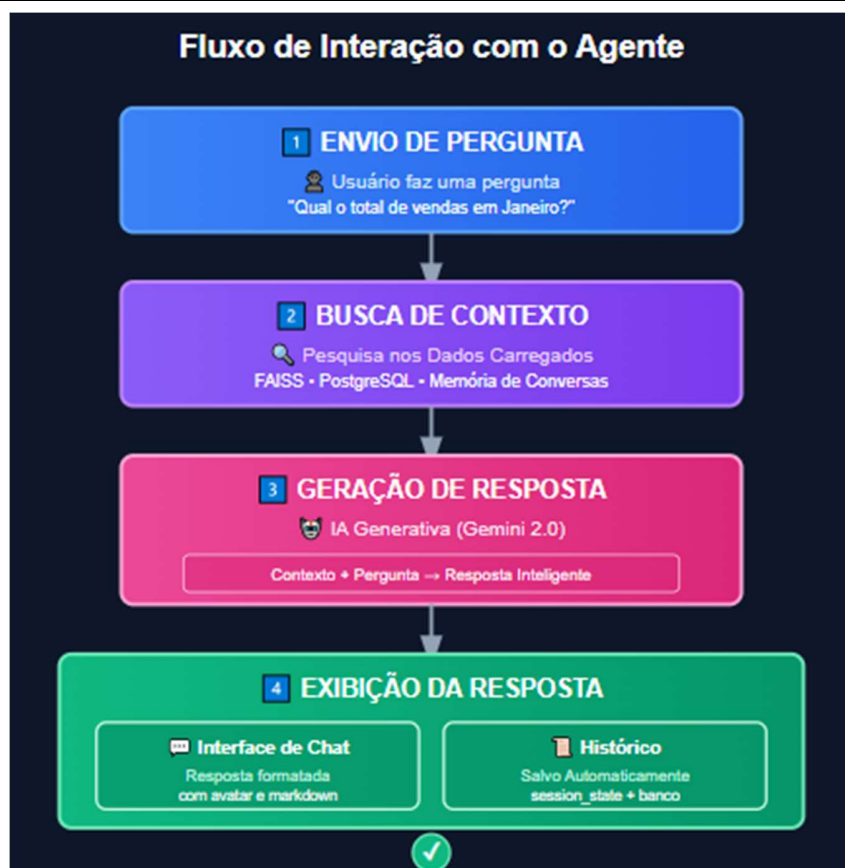 Fluxo de Interação com o Agente
1 ENVIO DE PERGUNTA
Usuário faz uma pergunta
"Qual o total de vendas em Janeiro?"
2 BUSCA DE CONTEXTO
Pesquisa nos Dados Carregados
FAISS • PostgreSQL • Memória de Conversas
3 GERAÇÃO DE RESPOSTA
IA Generativa (Gemini 2.0)
Contexto + Pergunta → Resposta Inteligente
4 EXIBIÇÃO DA RESPOSTA
Interface de Chat
Resposta formatada
com avatar e markdown
Histórico
Salvo Automaticamente
session_state + banco